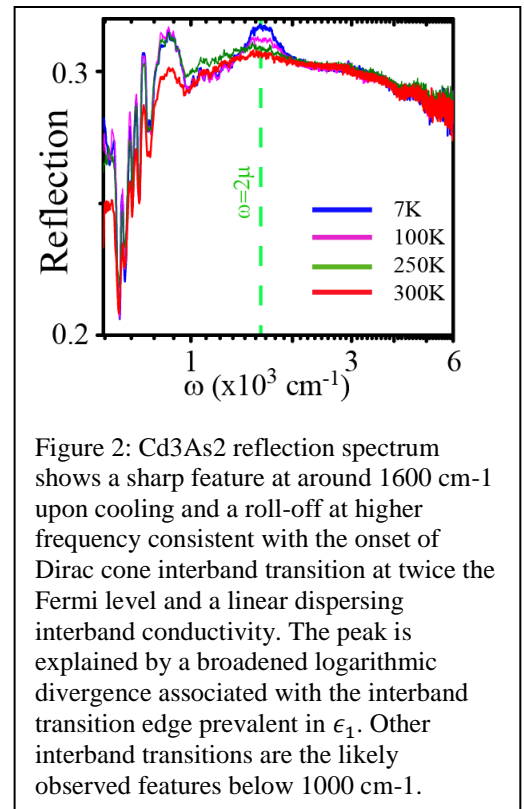 0.3
0.2
Reflection
ω=2μ
7K
100K
250K
300K
1 3 6
ω (x10³ cm⁻¹)
Figure 2: Cd3As2 reflection spectrum
shows a sharp feature at around 1600 cm-1
upon cooling and a roll-off at higher
frequency consistent with the onset of
Dirac cone interband transition at twice the
Fermi level and a linear dispersing
interband conductivity. The peak is
explained by a broadened logarithmic
divergence associated with the interband
transition edge prevalent in ϵ₁. Other
interband transitions are the likely
observed features below 1000 cm-1.